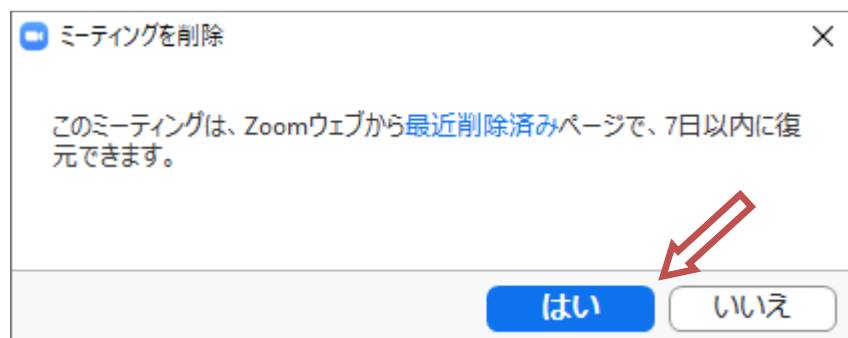 ミーティングを削除
このミーティングは、Zoomウェブから最近削除済みページで、7日以内に復
元できます。
はい
いいえ